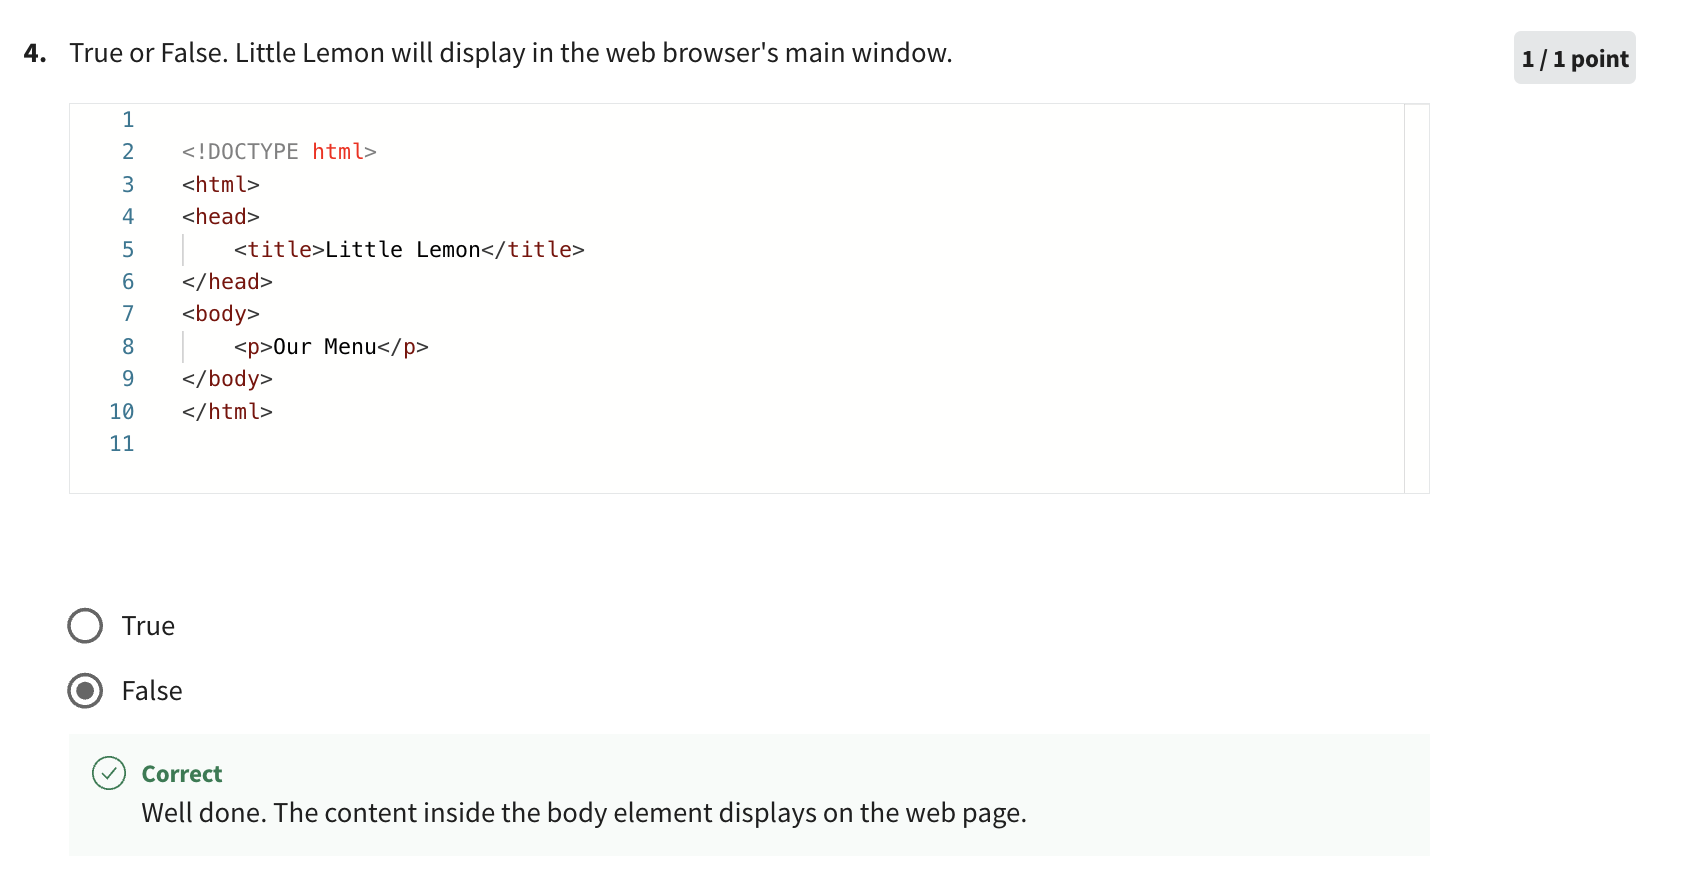 4. True or False. Little Lemon will display in the web browser's main window.
1 / 1 point
1
2 <!DOCTYPE html>
3 <html>
4 <head>
5 <title>Little Lemon</title>
6 </head>
7 <body>
8 <p>Our Menu</p>
9 </body>
10 </html>
11
True
False
Correct
Well done. The content inside the body element displays on the web page.